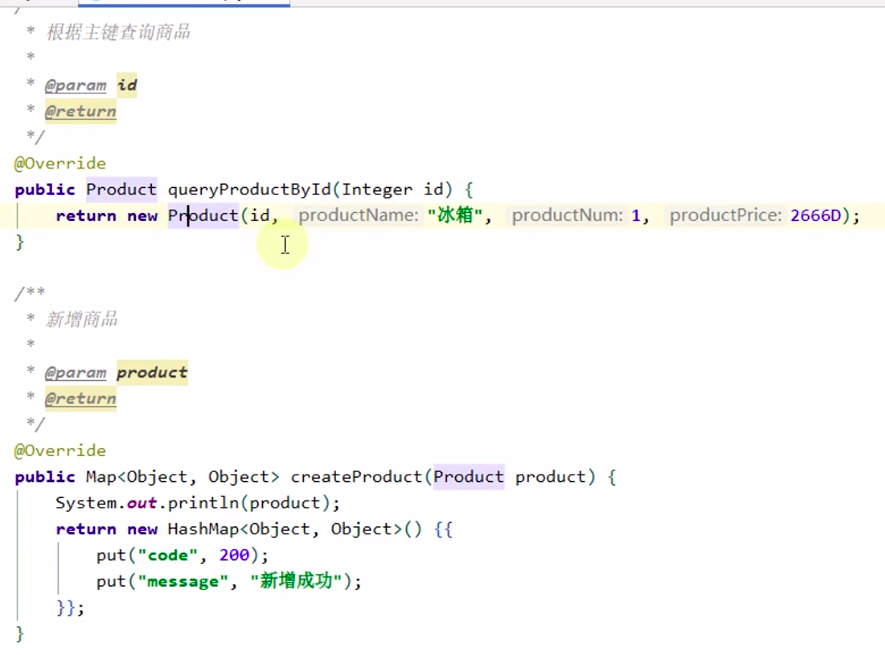 * 根据主键查询商品
*
* @param id
* @return
*/
@Override
public Product queryProductById(Integer id) {
return new Product(id, productName: "冰箱", productNum: 1, productPrice: 2666D);
}
/**
* 新增商品
*
* @param product
* @return
*/
@Override
public Map<Object, Object> createProduct(Product product) {
System.out.println(product);
return new HashMap<Object, Object>() {{
put("code", 200);
put("message", "新增成功");
}};
}